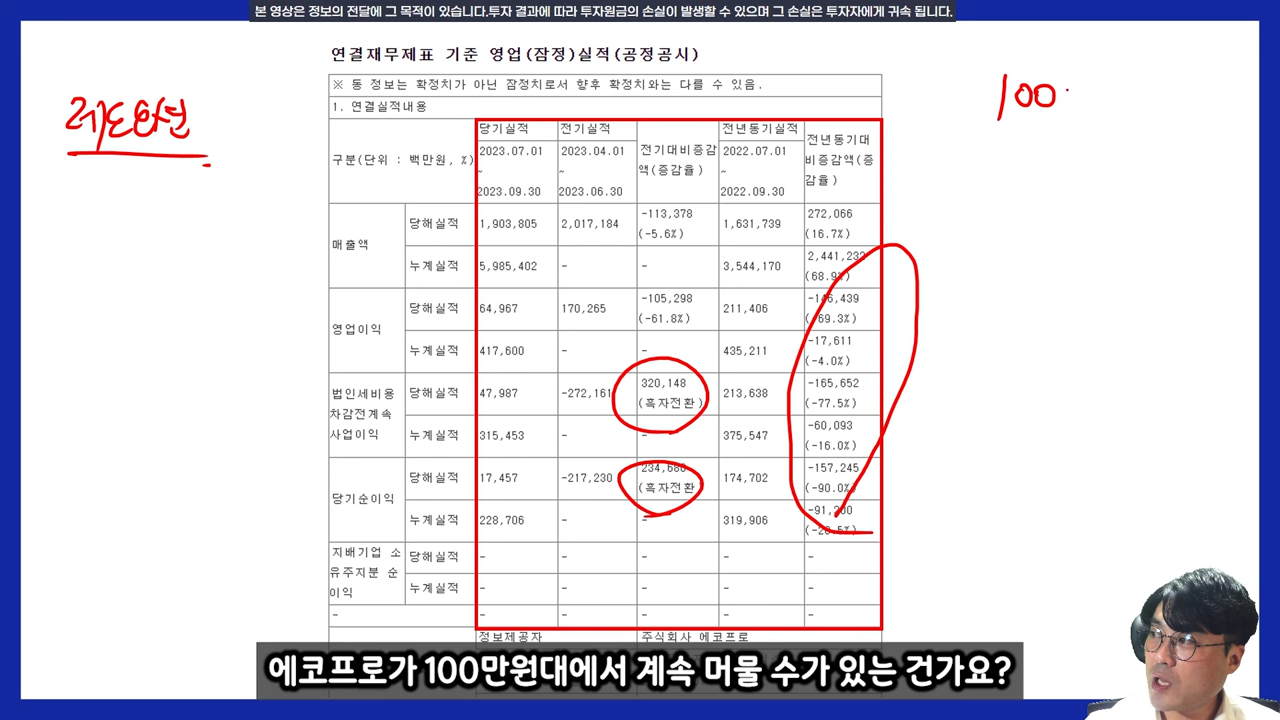 본 영상은 정보의 전달에 그 목적이 있습니다.투자 결과에 따라 투자원금의 손실이 발생할 수 있으며 그 손실은 투자자에게 귀속 됩니다.
연결재무제표 기준 영업(잠정)실적(공정공시)
※ 동 정보는 확정치가 아닌 잠정치로서 향후 확정치와는 다를 수 있음.
100
1. 연결실적내용
구분(단위 : 백만원, %) 당기실적 전기실적 전기대비증감액(증감율) 전년동기실적 전년동기대비증감액(증감율)
2023.07.01 ~ 2023.09.30 2023.04.01 ~ 2023.06.30 2022.07.01 ~ 2022.09.30
매출액 당해실적 1,903,805 2,017,184 -113,378 (-5.6%) 1,631,739 272,066 (16.7%)
누계실적 5,985,402 - - 3,544,170 2,441,232 (68.9%)
영업이익 당해실적 64,967 170,265 -105,298 (-61.8%) 211,406 -146,439 (-69.3%)
누계실적 417,600 - - 435,211 -17,611 (-4.0%)
법인세비용차감전계속사업이익 당해실적 47,987 -272,161 320,148 (흑자전환) 213,638 -165,652 (-77.5%)
누계실적 315,453 - - 375,547 -60,093 (-16.0%)
당기순이익 당해실적 17,457 -217,230 234,686 (흑자전환 174,702 -157,245 (-90.0%)
누계실적 228,706 - - 319,906 -91,200
지배기업 소유주지분 순이익 당해실적 - - - - -
누계실적 - - - - -
- - - - - -
정보제공자 주식회사 에코프로
에코프로가 100만원대에서 계속 머물 수가 있는 건가요?